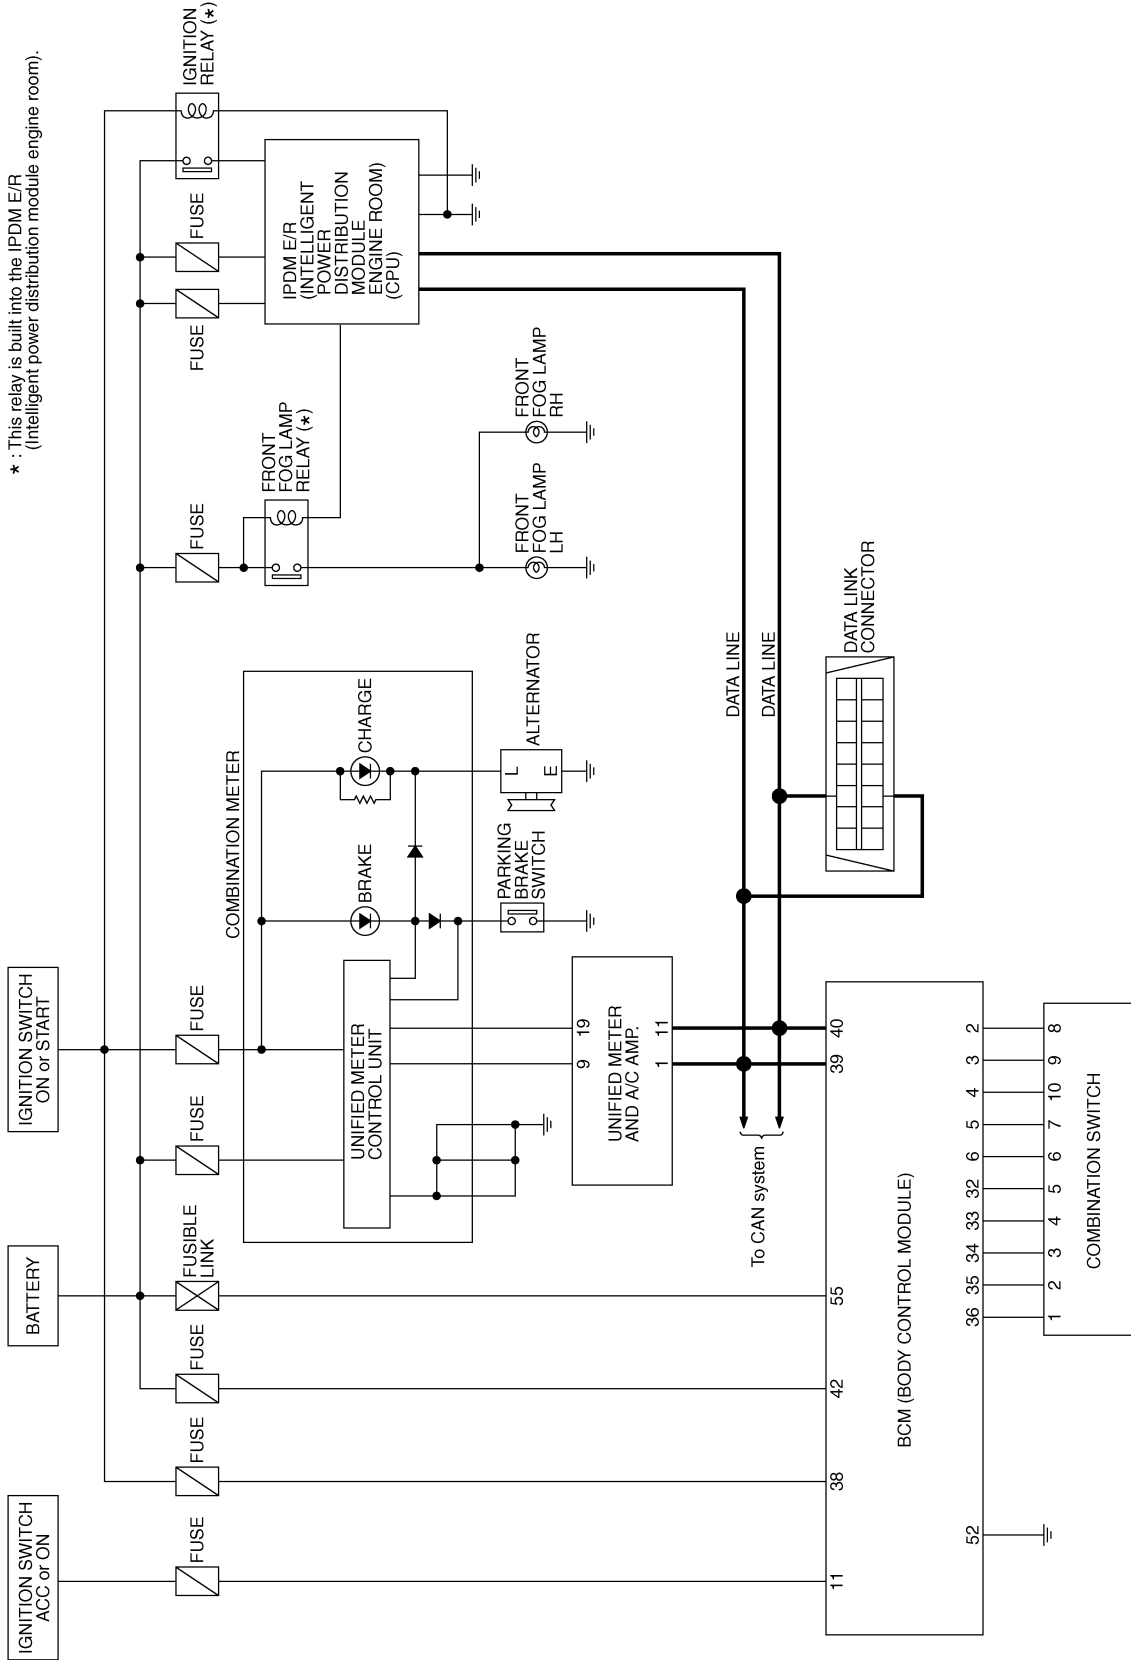 IGNITION SWITCH
ACC or ON
BATTERY
IGNITION SWITCH
ON or START
* : This relay is built into the IPDM E/R
(Intelligent power distribution module engine room).
FUSE
FUSE
FUSE
FUSIBLE
LINK
FUSE
FUSE
FUSE
FUSE
FUSE
IGNITION
RELAY (*)
COMBINATION METER
UNIFIED METER
CONTROL UNIT
BRAKE
CHARGE
FRONT
FOG LAMP
RELAY (*)
IPDM E/R
(INTELLIGENT
POWER
DISTRIBUTION
MODULE
ENGINE ROOM)
(CPU)
PARKING
BRAKE
SWITCH
L
E
ALTERNATOR
FRONT
FOG LAMP
LH
FRONT
FOG LAMP
RH
9
19
UNIFIED METER
AND A/C AMP.
1
11
To CAN system
DATA LINE
DATA LINE
DATA LINK
CONNECTOR
11
38
42
55
39
40
BCM (BODY CONTROL MODULE)
52
36
35
34
33
32
6
5
4
3
2
1
2
3
4
5
6
7
10
9
8
COMBINATION SWITCH